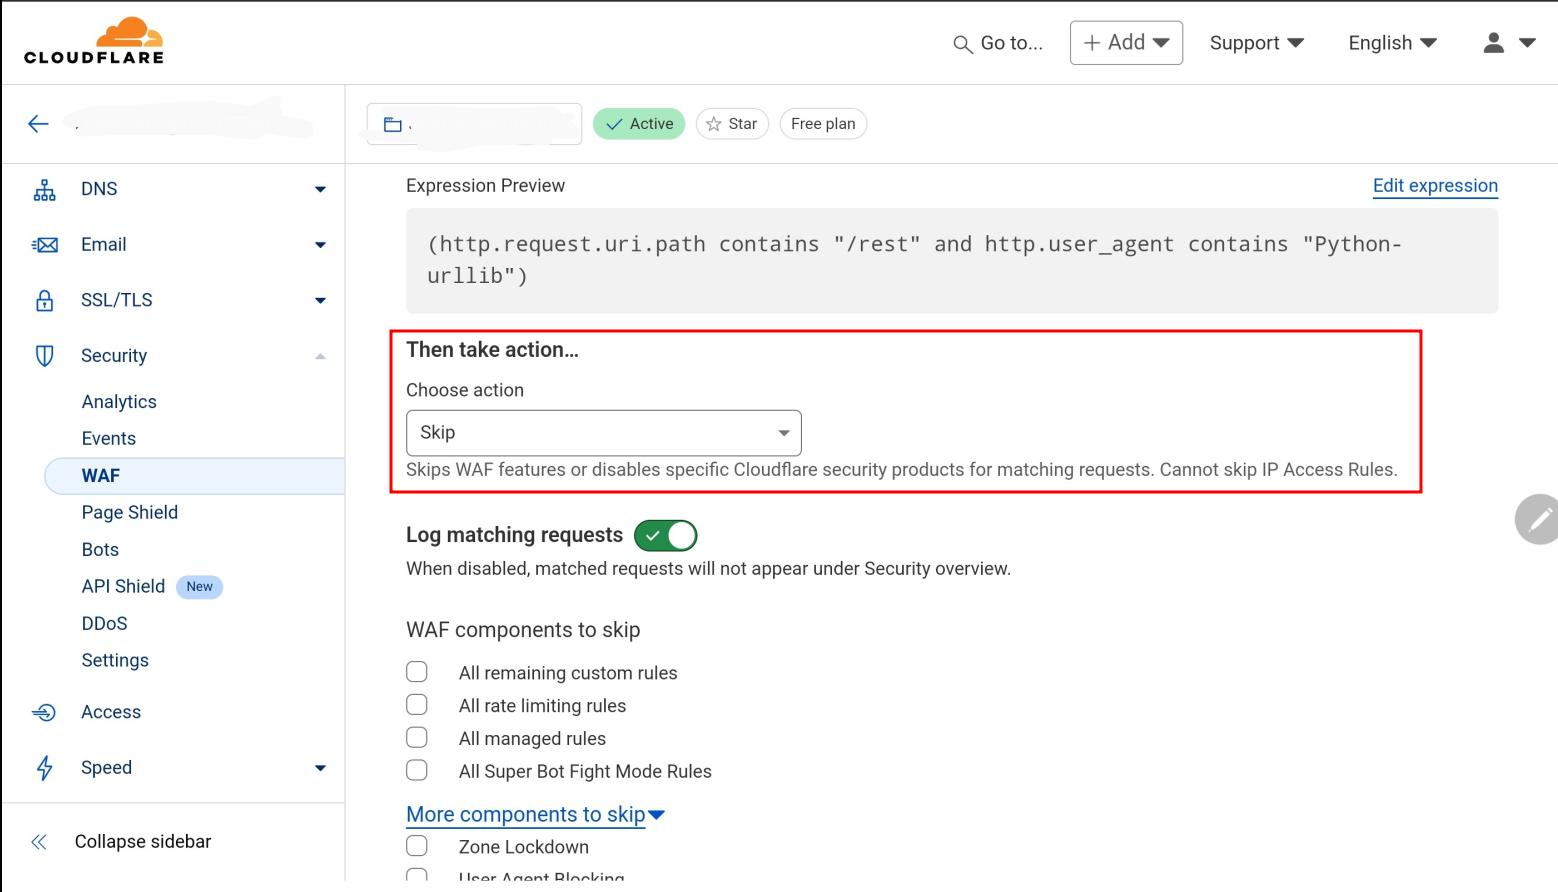 CLOUDFLARE
Go to...
Add
Support
English
Active
Star
Free plan
DNS
Email
SSL/TLS
Security
Analytics
Events
WAF
Page Shield
Bots
API Shield New
DDoS
Settings
Access
Speed
Collapse sidebar
Expression Preview
Edit expression
(http.request.uri.path contains "/rest" and http.user_agent contains "Python-
urllib")
Then take action...
Choose action
Skip
Skips WAF features or disables specific Cloudflare security products for matching requests. Cannot skip IP Access Rules.
Log matching requests
When disabled, matched requests will not appear under Security overview.
WAF components to skip
All remaining custom rules
All rate limiting rules
All managed rules
All Super Bot Fight Mode Rules
More components to skip
Zone Lockdown
User Agent Blocking